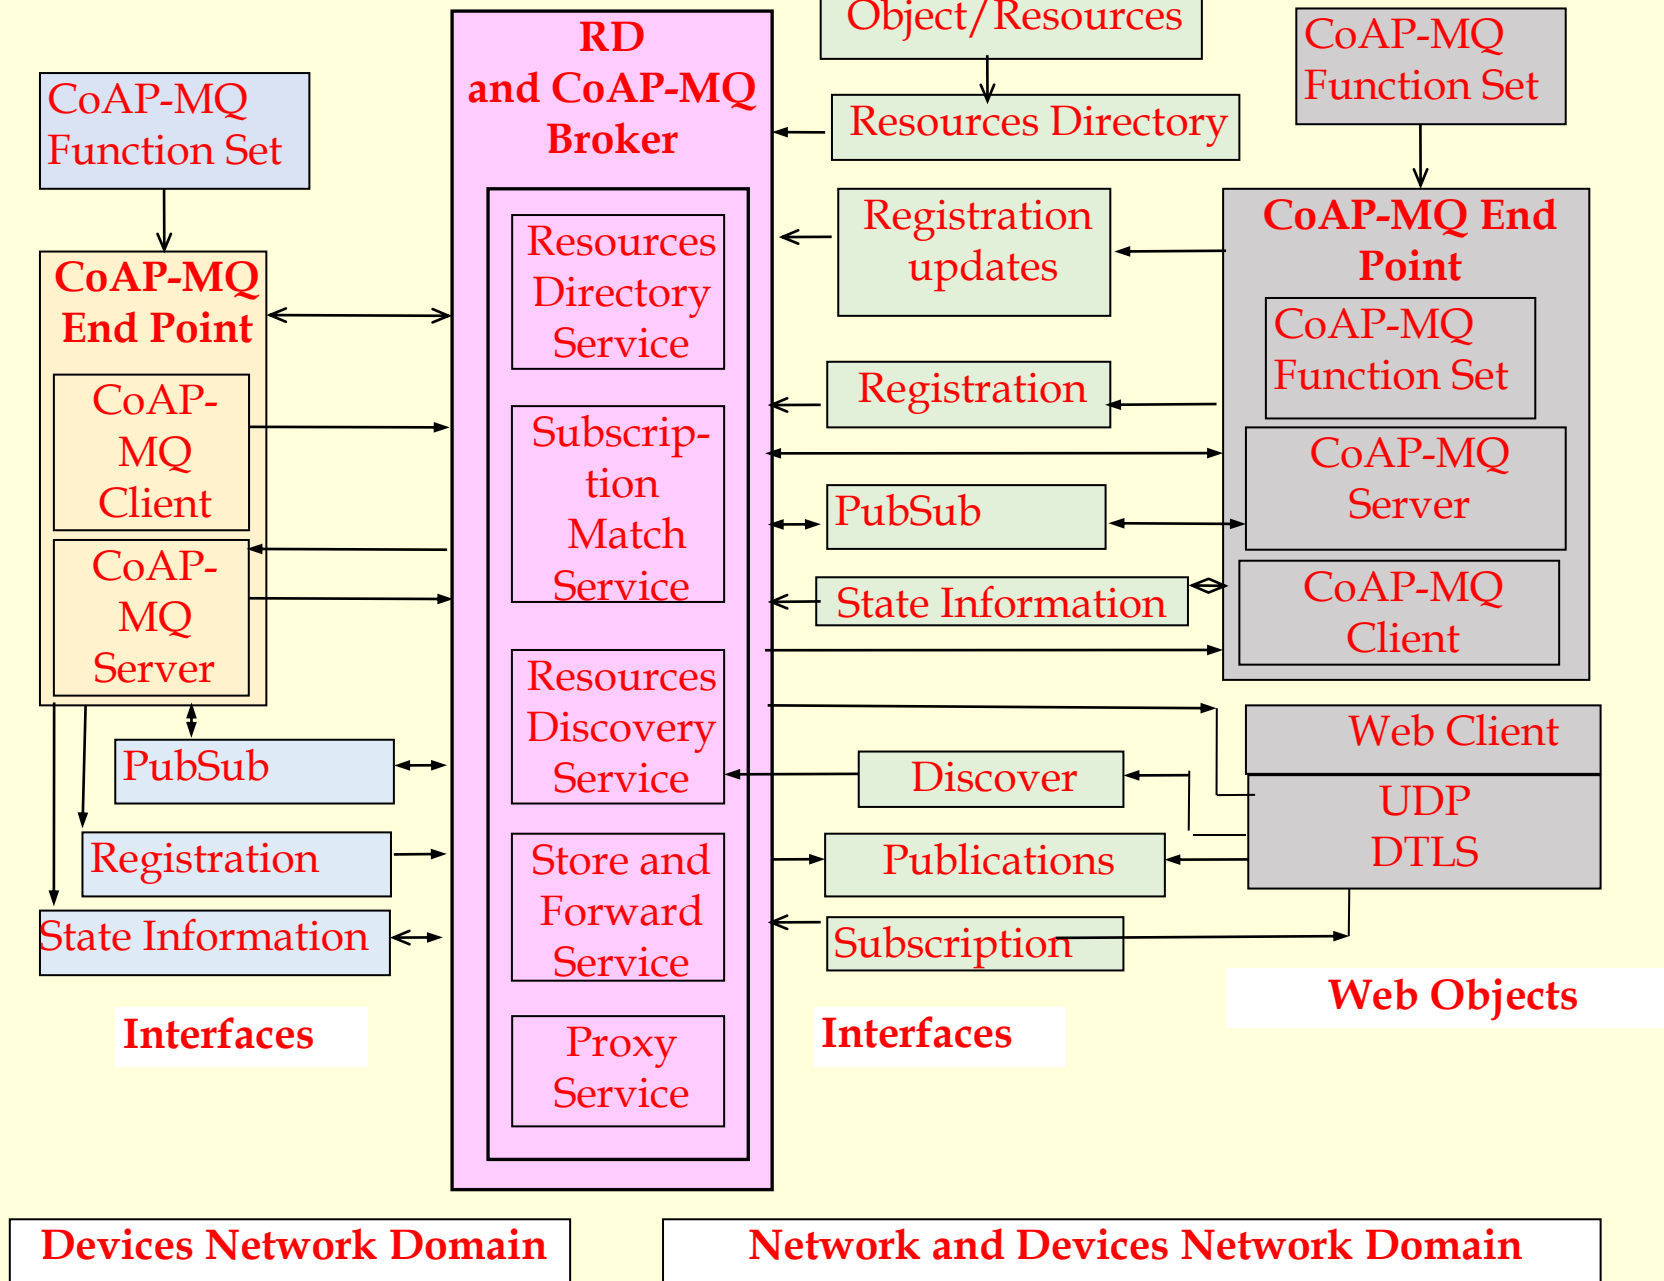 Object/Resources
RD
and CoAP-MQ
Broker
CoAP-MQ
Function Set
CoAP-MQ
Function Set
Resources Directory
CoAP-MQ
End Point
CoAP-
MQ
Client
CoAP-
MQ
Server
PubSub
Registration
State Information
Interfaces
Resources
Directory
Service
Subscrip-
tion
Match
Service
Resources
Discovery
Service
Store and
Forward
Service
Proxy
Service
Registration
updates
Registration
PubSub
State Information
Discover
Publications
Subscription
Interfaces
CoAP-MQ End
Point
CoAP-MQ
Function Set
CoAP-MQ
Server
CoAP-MQ
Client
Web Client
UDP
DTLS
Web Objects
Devices Network Domain
Network and Devices Network Domain